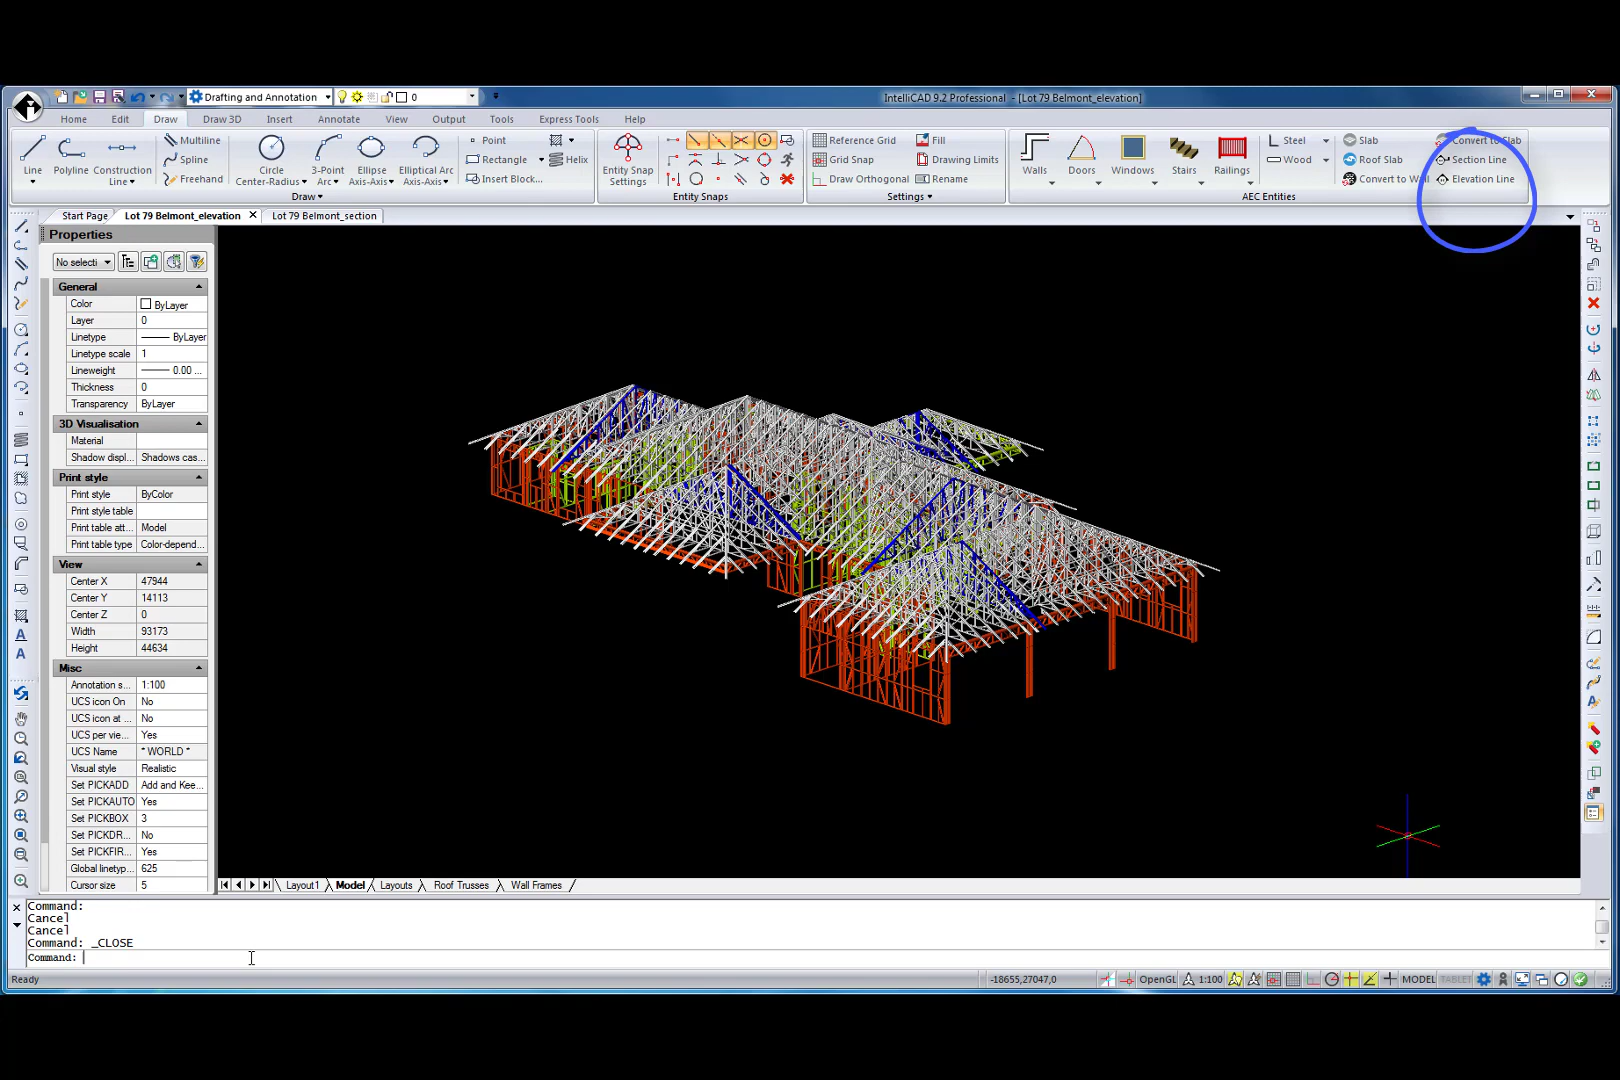 Drafting and Annotation
0
IntelliCAD 9.2 Professional - [Lot 79 Belmont_elevation]
Home Edit Draw Draw 3D Insert Annotate View Output Tools Express Tools Help
Line
Polyline
Construction
Line
Multiline
Spline
Freehand
Circle
Center-Radius
3-Point
Arc
Ellipse
Axis-Axis
Elliptical Arc
Axis-Axis
Point
Rectangle
Helix
Insert Block...
Draw
Entity Snap
Settings
Entity Snaps
Reference Grid
Fill
Grid Snap
Drawing Limits
Draw Orthogonal
Rename
Settings
Walls
Doors
Windows
Stairs
Railings
Steel
Wood
Slab
Roof Slab
Convert to Wall
Convert to Slab
Section Line
Elevation Line
AEC Entities
Start Page
Lot 79 Belmont_elevation
Lot 79 Belmont_section
Properties
No selecti
General
Color ByLayer
Layer 0
Linetype ByLayer
Linetype scale 1
Lineweight 0.00 ...
Thickness 0
Transparency ByLayer
3D Visualisation
Material
Shadow displ... Shadows cas...
Print style
Print style ByColor
Print style table
Print table att... Model
Print table type Color-depend...
View
Center X 47944
Center Y 14113
Center Z 0
Width 93173
Height 44634
Misc
Annotation s... 1:100
UCS icon On No
UCS icon at ... No
UCS per vie... Yes
UCS Name * WORLD *
Visual style Realistic
Set PICKADD Add and Kee...
Set PICKAUTO Yes
Set PICKBOX 3
Set PICKDR... No
Set PICKFIR... Yes
Global linetyp... 625
Cursor size 5
Layout1 Model Layouts Roof Trusses Wall Frames
Command:
Cancel
Cancel
Command: _CLOSE
Command:
Ready
-18655,27047,0
OpenGL
1:100
MODEL
TABLET